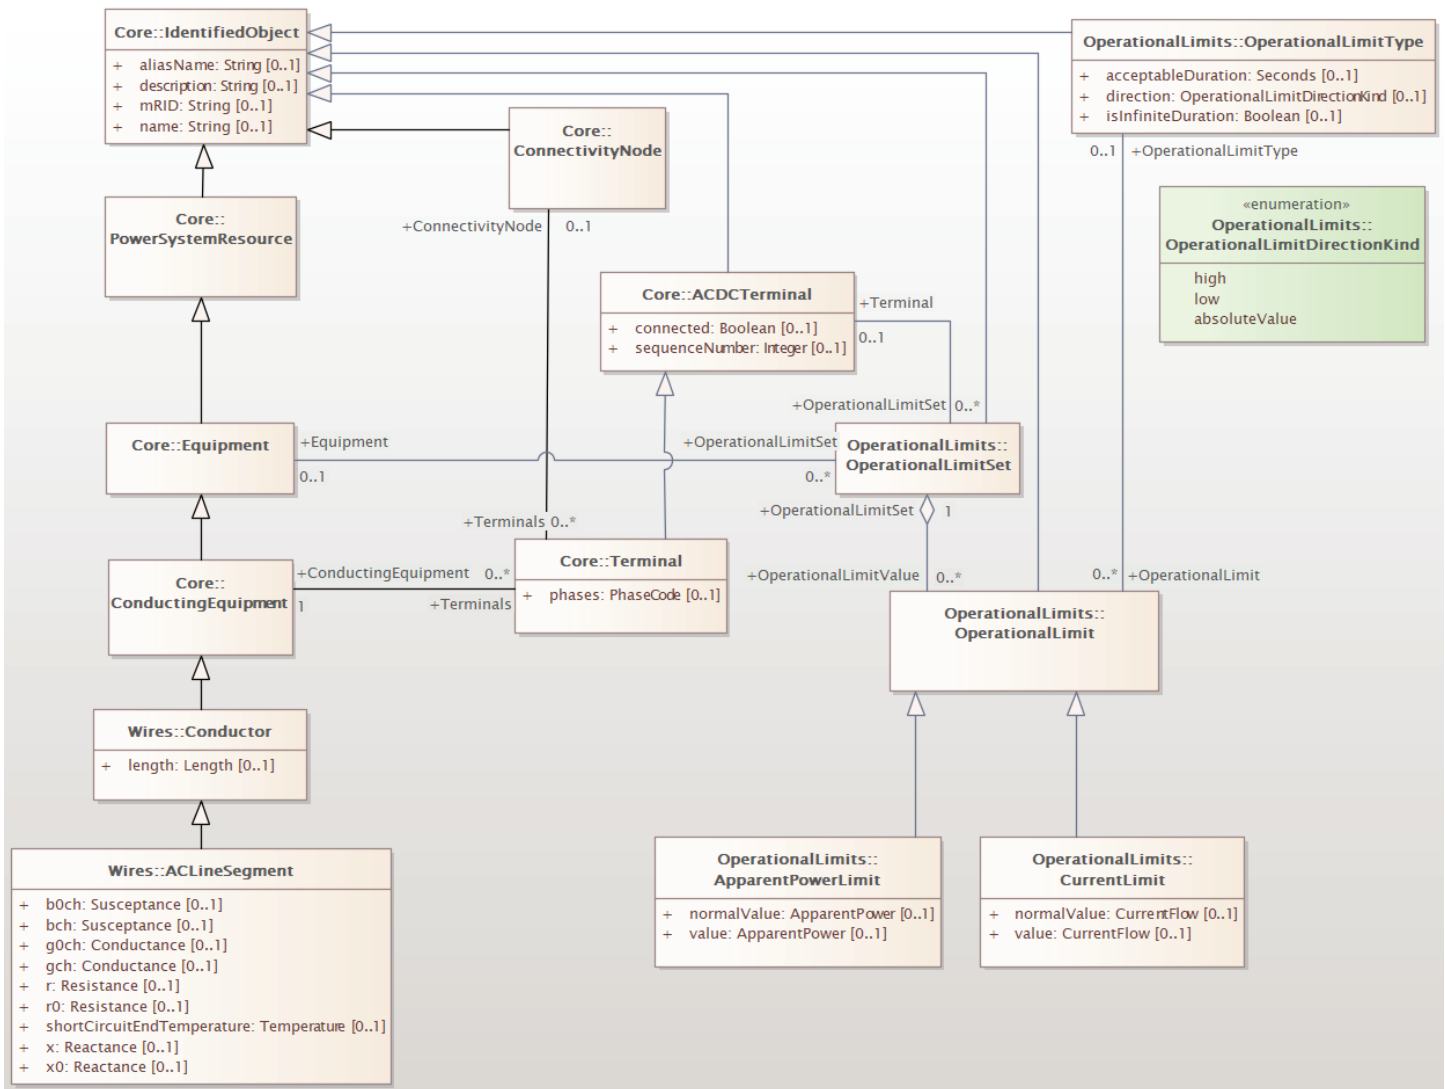 Core::IdentifiedObject
+ aliasName: String [0..1]
+ description: String [0..1]
+ mRID: String [0..1]
+ name: String [0..1]
OperationalLimits::OperationalLimitType
+ acceptableDuration: Seconds [0..1]
+ direction: OperationalLimitDirectionKind [0..1]
+ isInfiniteDuration: Boolean [0..1]
0..1 +OperationalLimitType
Core::
ConnectivityNode
+ConnectivityNode 0..1
Core::
PowerSystemResource
«enumeration»
OperationalLimits::
OperationalLimitDirectionKind
high
low
absoluteValue
Core::ACDCTerminal
+ connected: Boolean [0..1]
+ sequenceNumber: Integer [0..1]
+Terminal
0..1
+OperationalLimitSet 0..*
Core::Equipment
+Equipment
0..1
+OperationalLimitSet
0..*
OperationalLimits::
OperationalLimitSet
+OperationalLimitSet 1
+Terminals 0..*
Core::
ConductingEquipment
+ConductingEquipment 0..*
1
+Terminals
Core::Terminal
+ phases: PhaseCode [0..1]
+OperationalLimitValue 0..*
0..* +OperationalLimit
OperationalLimits::
OperationalLimit
Wires::Conductor
+ length: Length [0..1]
Wires::ACLineSegment
+ b0ch: Susceptance [0..1]
+ bch: Susceptance [0..1]
+ g0ch: Conductance [0..1]
+ gch: Conductance [0..1]
+ r: Resistance [0..1]
+ r0: Resistance [0..1]
+ shortCircuitEndTemperature: Temperature [0..1]
+ x: Reactance [0..1]
+ x0: Reactance [0..1]
OperationalLimits::
ApparentPowerLimit
+ normalValue: ApparentPower [0..1]
+ value: ApparentPower [0..1]
OperationalLimits::
CurrentLimit
+ normalValue: CurrentFlow [0..1]
+ value: CurrentFlow [0..1]